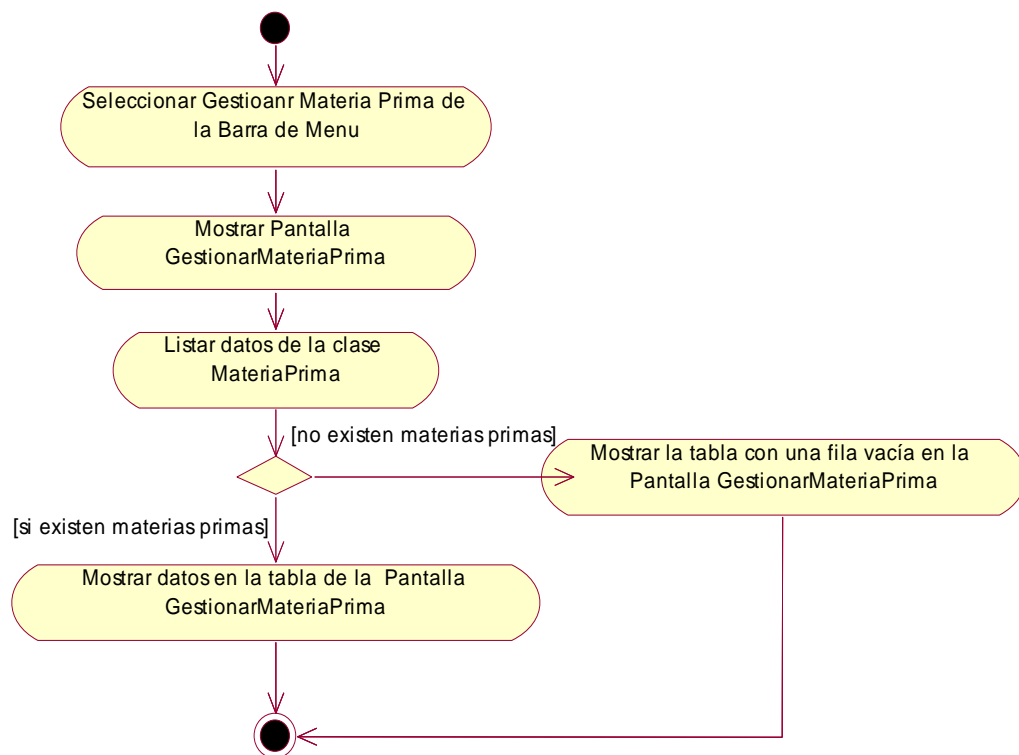 Seleccionar Gestioanr Materia Prima de
la Barra de Menu
Mostrar Pantalla
GestionarMateriaPrima
Listar datos de la clase
MateriaPrima
[no existen materias primas]
Mostrar la tabla con una fila vacía en la
Pantalla GestionarMateriaPrima
[si existen materias primas]
Mostrar datos en la tabla de la Pantalla
GestionarMateriaPrima